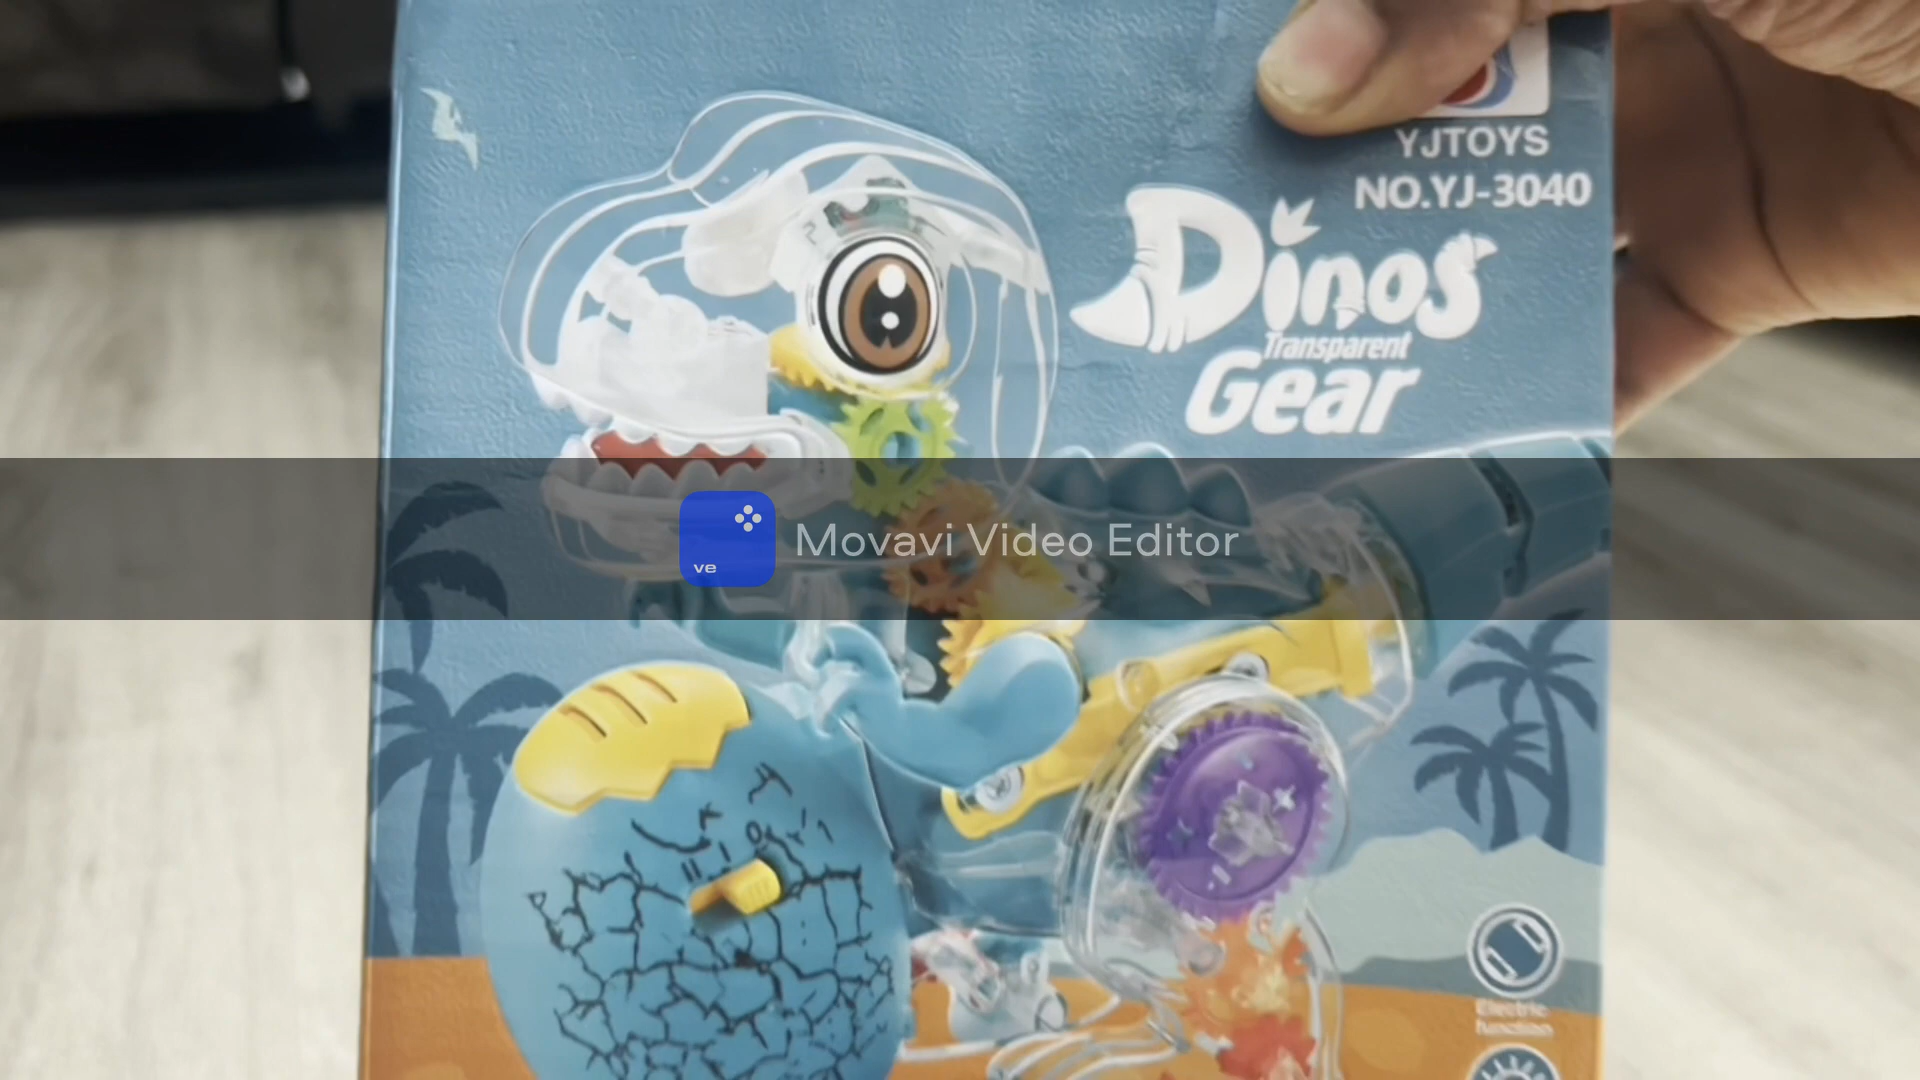 YJTOYS
NO.YJ-3040
Dinos
Transparent
Gear
ve
Movavi Video Editor
Electric
function